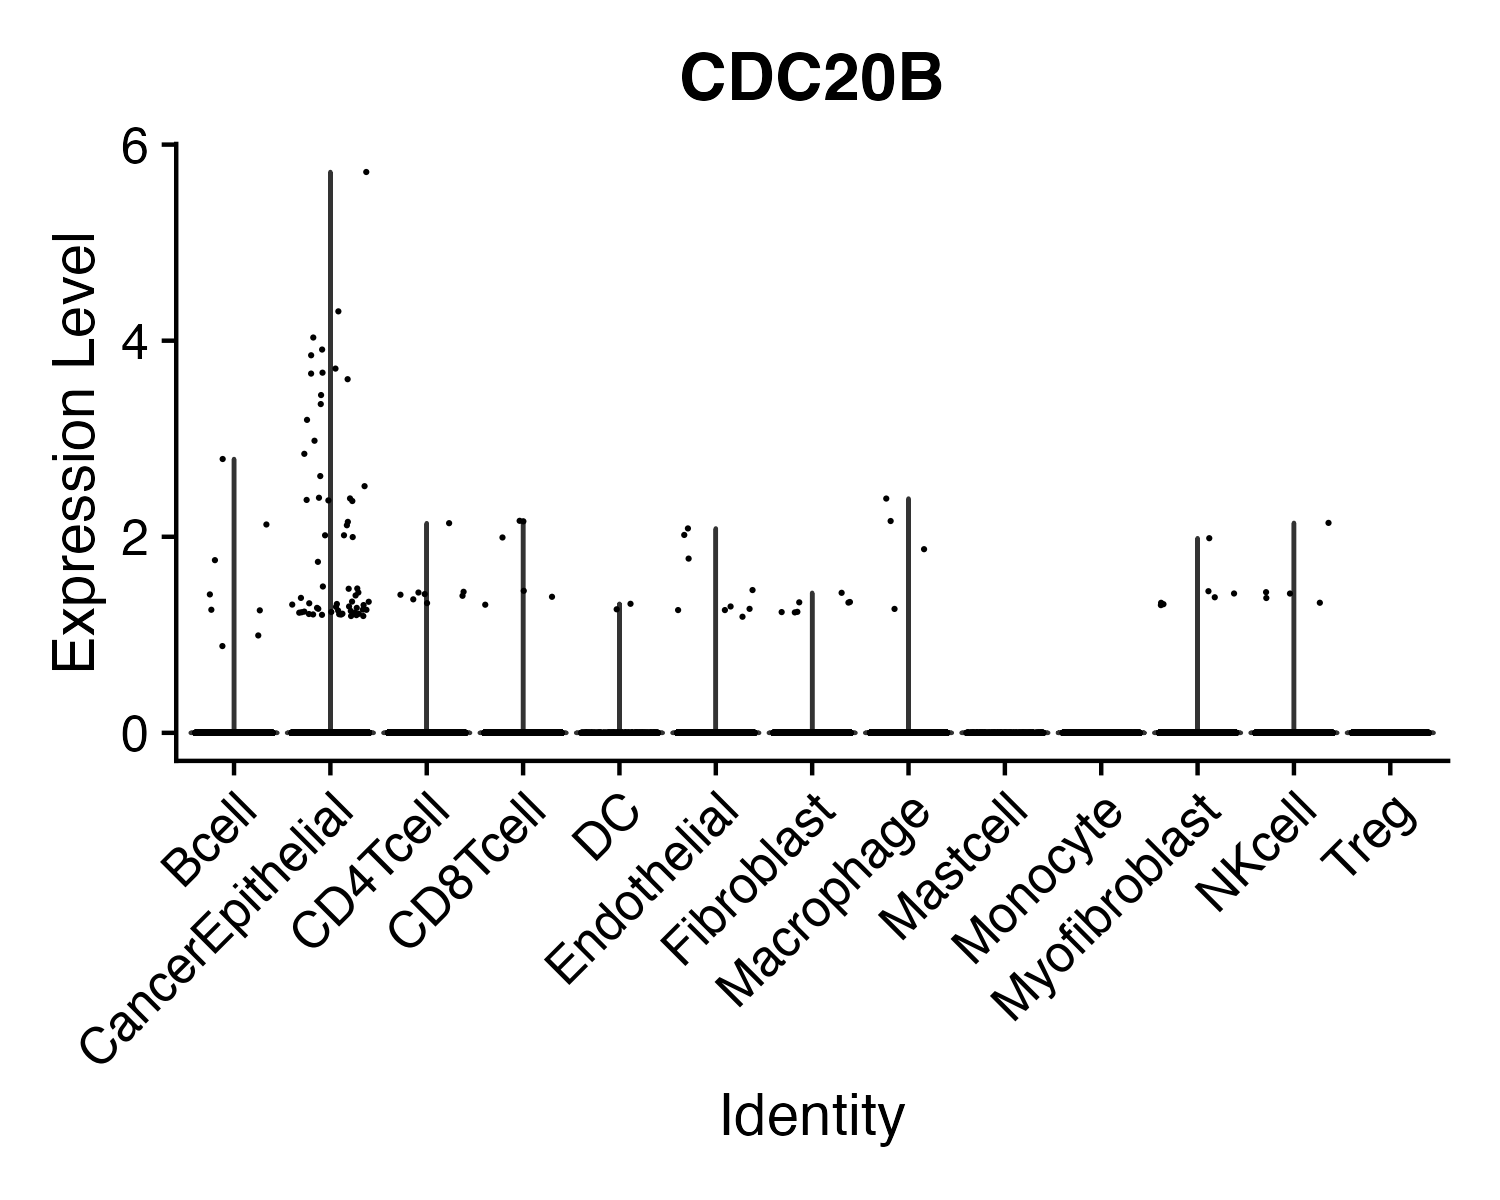 CDC20B
Expression Level
6
4
2
0
Bcell
CancerEpithelial
CD4Tcell
CD8Tcell
DC
Endothelial
Fibroblast
Macrophage
Mastcell
Monocyte
Myofibroblast
NKcell
Treg
Identity